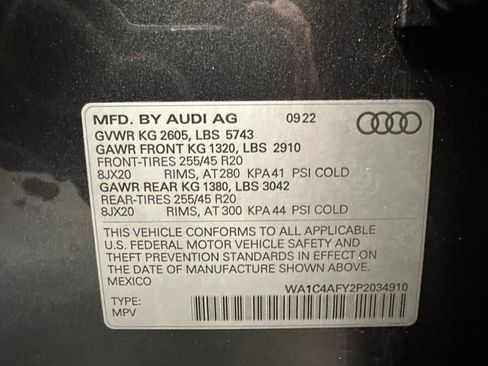 MFD. BY AUDI AG 09 22
GVWR KG 2605, LBS 5743
GAWR FRONT KG 1320, LBS 2910
FRONT-TIRES 255/45 R20
8JX20 RIMS, AT 280 KPA 41 PSI COLD
GAWR REAR KG 1380, LBS 3042
REAR-TIRES 255/45 R20
8JX20 RIMS, AT 300 KPA 44 PSI COLD
THIS VEHICLE CONFORMS TO ALL APPLICABLE
U.S. FEDERAL MOTOR VEHICLE SAFETY AND
THEFT PREVENTION STANDARDS IN EFFECT ON
THE DATE OF MANUFACTURE SHOWN ABOVE.
MEXICO
WA1C4AFY2P2034910
TYPE:
MPV